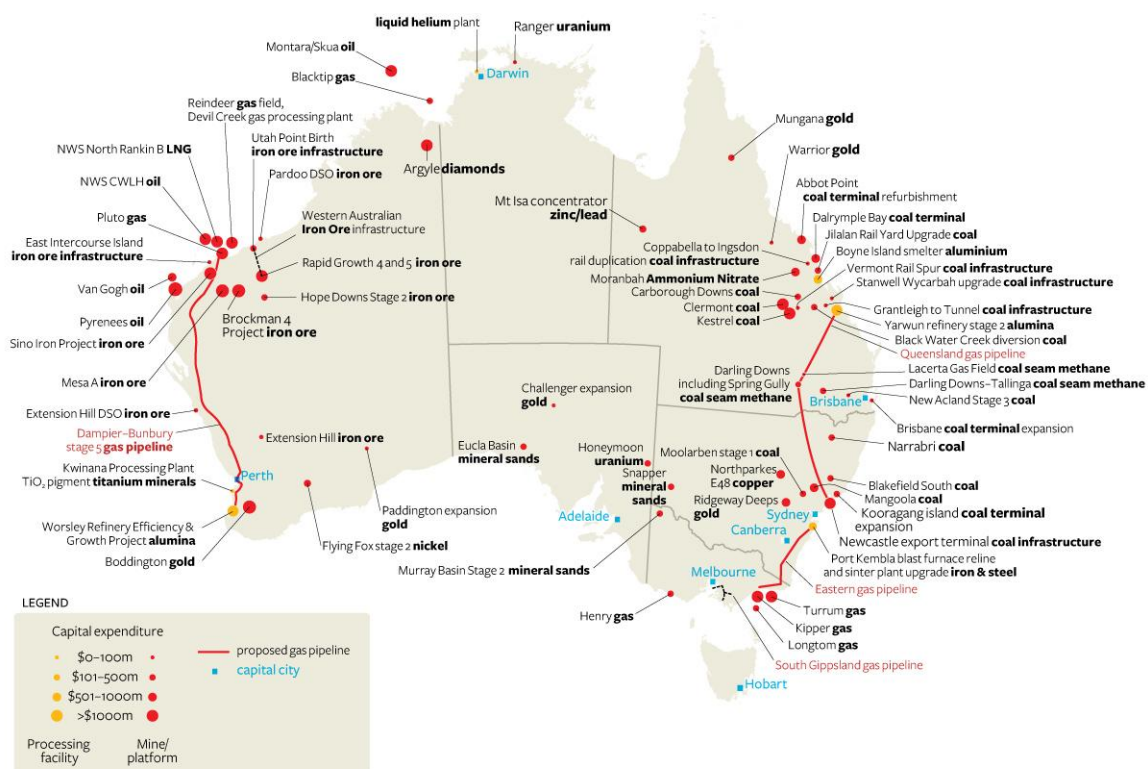 liquid helium plant
Ranger uranium
Montara/Skua oil
Darwin
Blacktip gas
Reindeer gas field,
Devil Creek gas processing plant
Utah Point Birth
iron ore infrastructure
NWS North Rankin B LNG
Pardoo DSO iron ore
Argyle diamonds
NWS CWLH oil
Pluto gas
Western Australian
Iron Ore infrastructure
East Intercourse Island
iron ore infrastructure
Rapid Growth 4 and 5 iron ore
Van Gogh oil
Hope Downs Stage 2 iron ore
Pyrenees oil
Brockman 4
Project iron ore
Sino Iron Project iron ore
Mesa A iron ore
Extension Hill DSO iron ore
Dampier–Bunbury
stage 5 gas pipeline
Extension Hill iron ore
Kwinana Processing Plant
TiO₂ pigment titanium minerals
Perth
Worsley Refinery Efficiency &
Growth Project alumina
Boddington gold
Paddington expansion
gold
Flying Fox stage 2 nickel
Mungana gold
Warrior gold
Mt Isa concentrator
zinc/lead
Abbot Point
coal terminal refurbishment
Dalrymple Bay coal terminal
Jilalan Rail Yard Upgrade coal
Coppabella to Ingsdon
rail duplication coal infrastructure
Boyne Island smelter aluminium
Vermont Rail Spur coal infrastructure
Moranbah Ammonium Nitrate
Stanwell Wycarbah upgrade coal infrastructure
Carborough Downs coal
Clermont coal
Kestrel coal
Grantleigh to Tunnel coal infrastructure
Yarwun refinery stage 2 alumina
Black Water Creek diversion coal
Queensland gas pipeline
Lacerta Gas Field coal seam methane
Darling Downs
including Spring Gully
coal seam methane
Darling Downs–Tallinga coal seam methane
New Acland Stage 3 coal
Brisbane
Brisbane coal terminal expansion
Challenger expansion
gold
Narrabri coal
Eucla Basin
mineral sands
Honeymoon
uranium
Moolarben stage 1 coal
Snapper
mineral
sands
Northparkes
E48 copper
Blakefield South coal
Mangoola coal
Ridgeway Deeps
gold
Kooragang island coal terminal
expansion
Adelaide
Sydney
Canberra
Newcastle export terminal coal infrastructure
Murray Basin Stage 2 mineral sands
Melbourne
Port Kembla blast furnace reline
and sinter plant upgrade iron & steel
Eastern gas pipeline
Henry gas
Turrum gas
Kipper gas
Longtom gas
South Gippsland gas pipeline
Hobart
LEGEND
Capital expenditure
$0–100m
$101–500m
$501–1000m
>$1000m
Processing
facility
Mine/
platform
proposed gas pipeline
capital city